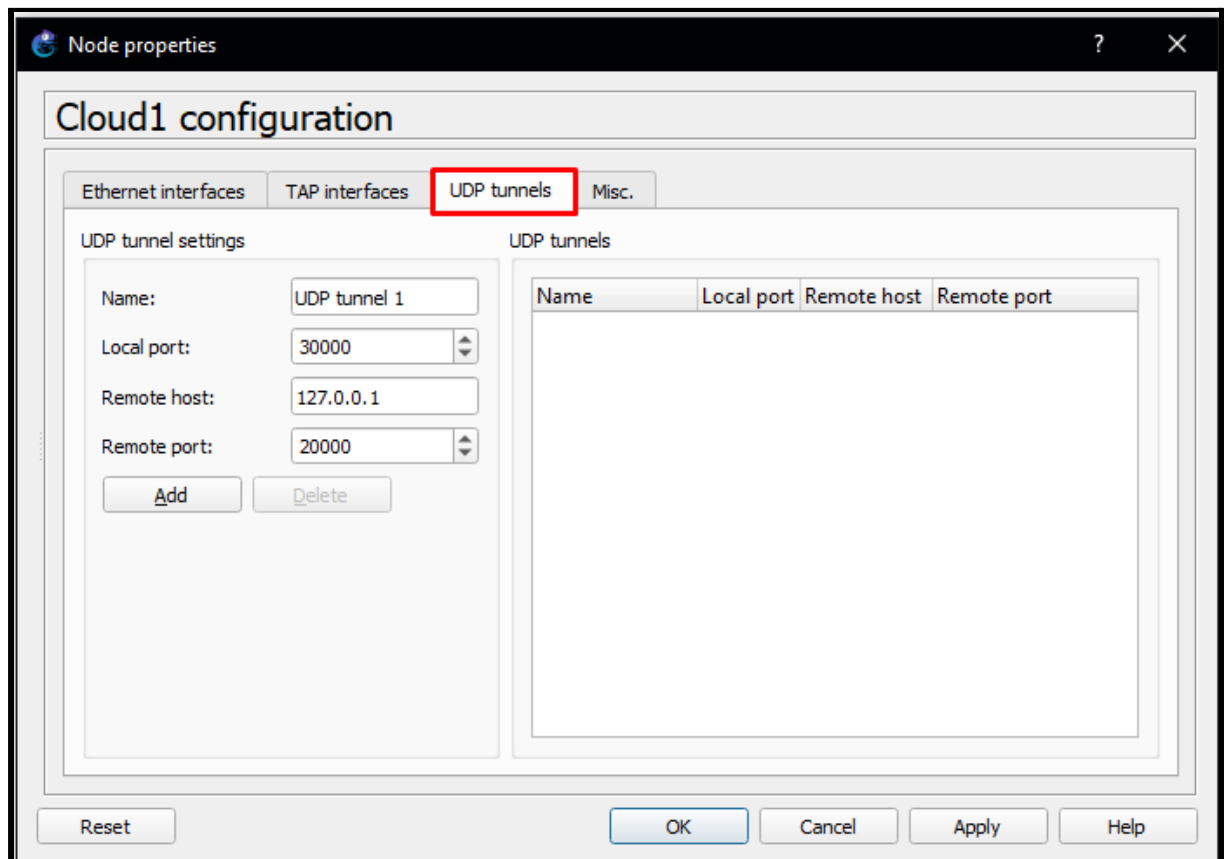 Node properties
?
Cloud1 configuration
Ethernet interfaces TAP interfaces UDP tunnels Misc.
UDP tunnel settings
Name: UDP tunnel 1
Local port: 30000
Remote host: 127.0.0.1
Remote port: 20000
Add Delete
UDP tunnels
Name Local port Remote host Remote port
Reset OK Cancel Apply Help